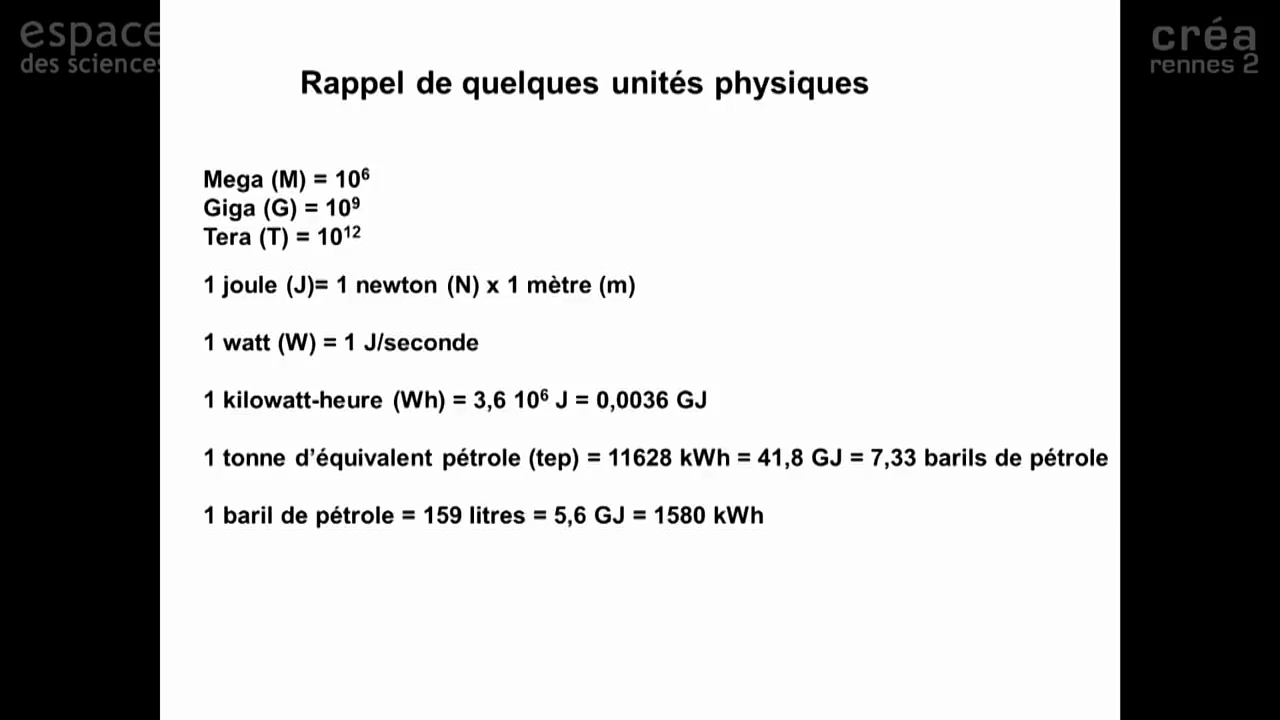 espace
des sciences
créa
rennes 2
Rappel de quelques unités physiques
Mega (M) = 10⁶
Giga (G) = 10⁹
Tera (T) = 10¹²
1 joule (J)= 1 newton (N) x 1 mètre (m)
1 watt (W) = 1 J/seconde
1 kilowatt-heure (Wh) = 3,6 10⁶ J = 0,0036 GJ
1 tonne d’équivalent pétrole (tep) = 11628 kWh = 41,8 GJ = 7,33 barils de pétrole
1 baril de pétrole = 159 litres = 5,6 GJ = 1580 kWh